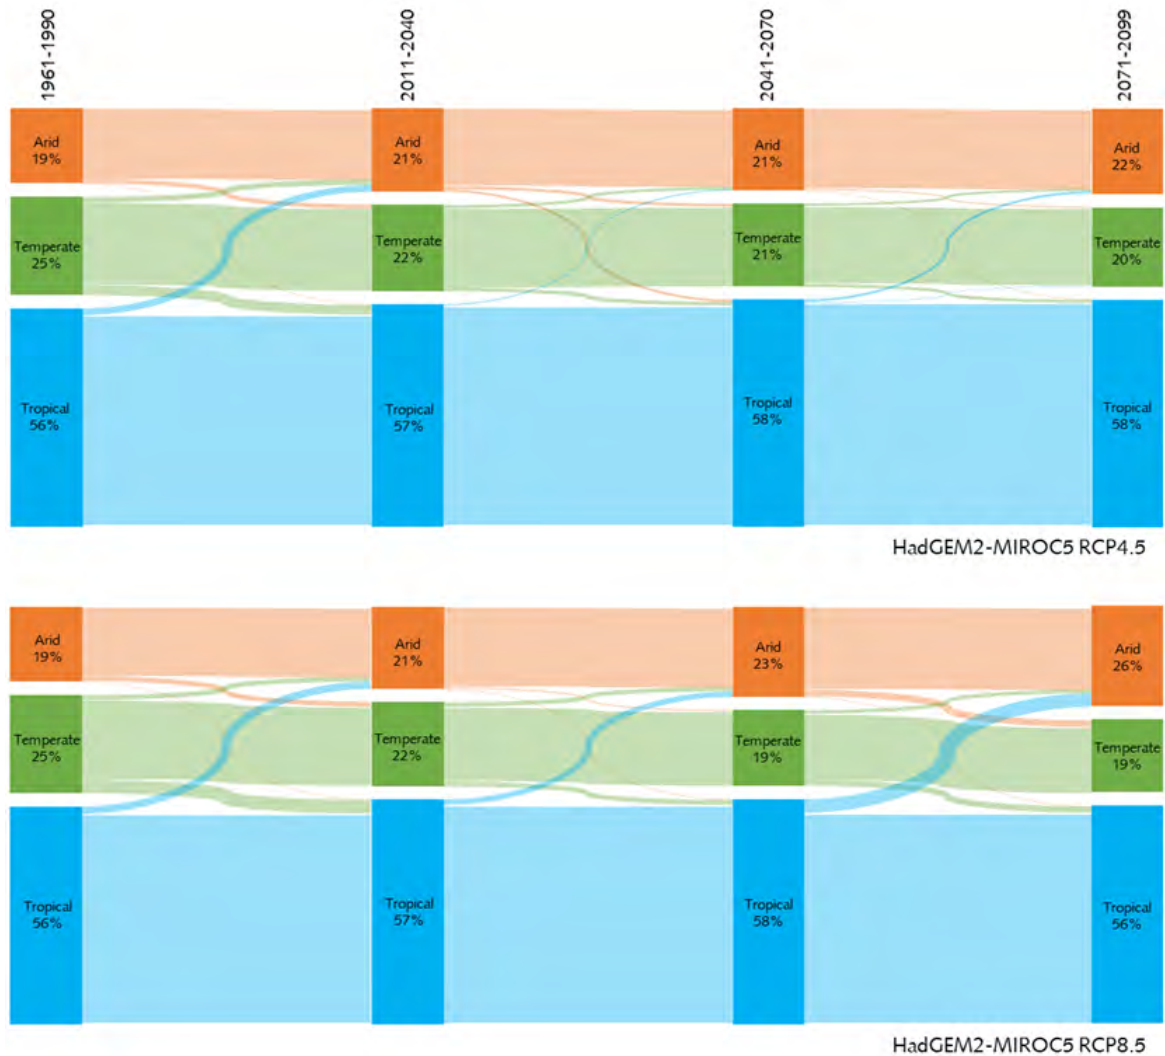 1961-1990
2011-2040
2041-2070
2071-2099
Arid
19%
Arid
21%
Arid
21%
Arid
22%
Temperate
25%
Temperate
22%
Temperate
21%
Temperate
20%
Tropical
56%
Tropical
57%
Tropical
58%
Tropical
58%
HadGEM2-MIROC5 RCP4.5
Arid
19%
Arid
21%
Arid
23%
Arid
26%
Temperate
25%
Temperate
22%
Temperate
19%
Temperate
19%
Tropical
56%
Tropical
57%
Tropical
58%
Tropical
56%
HadGEM2-MIROC5 RCP8.5